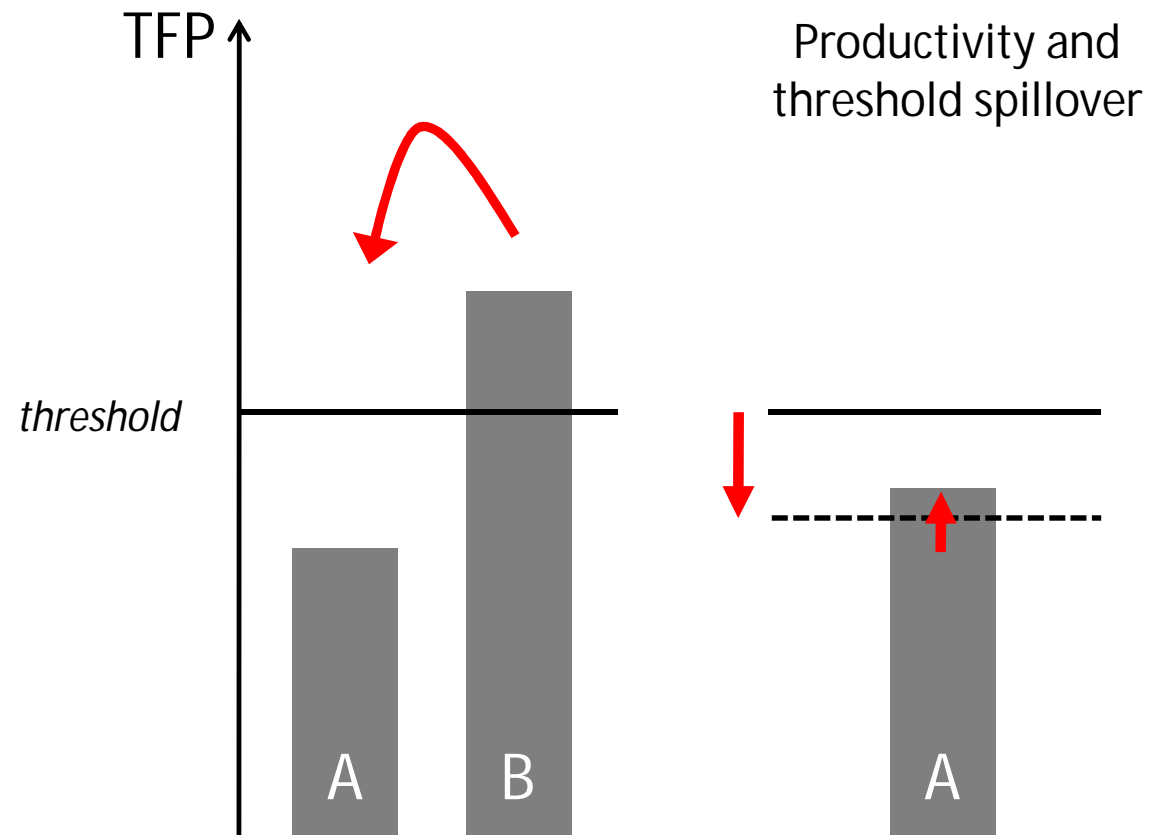 TFP
Productivity and
threshold spillover
threshold
A
B
A